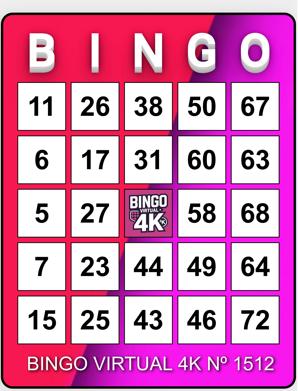 B I N G O
11 26 38 50 67
6 17 31 60 63
5 27 BINGO VIRTUAL 4K 58 68
7 23 44 49 64
15 25 43 46 72
BINGO VIRTUAL 4K Nº 1512